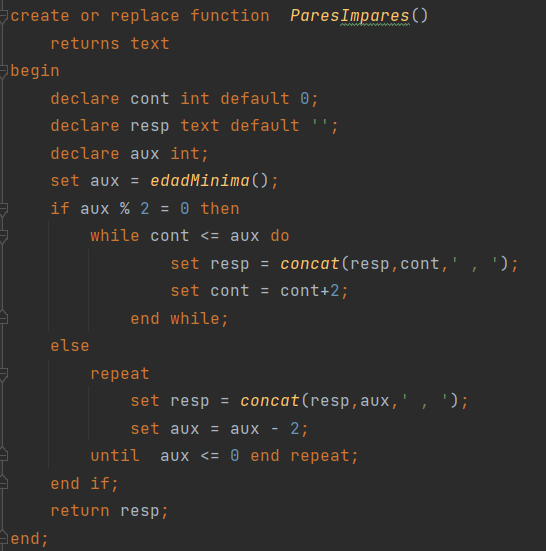 create or replace function  ParesImpares()
    returns text
begin
    declare cont int default 0;
    declare resp text default '';
    declare aux int;
    set aux = edadMinima();
    if aux % 2 = 0 then
        while cont <= aux do
                set resp = concat(resp,cont,' , ');
                set cont = cont+2;
            end while;
    else
        repeat
            set resp = concat(resp,aux,' , ');
            set aux = aux - 2;
        until  aux <= 0 end repeat;
    end if;
    return resp;
end;